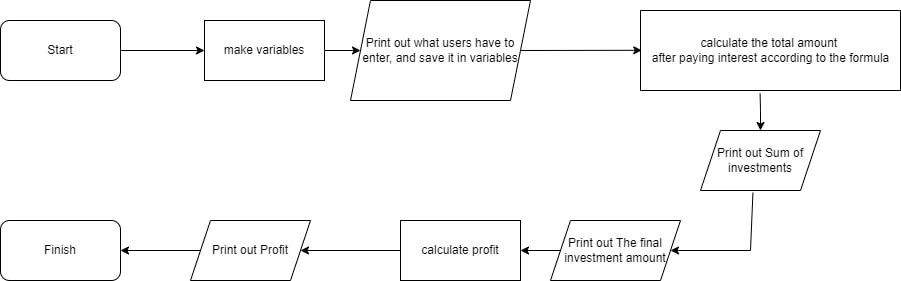 Start
make variables
Print out what users have to
enter, and save it in variables
calculate the total amount
after paying interest according to the formula
Print out Sum of
investments
Print out The final
investment amount
calculate profit
Print out Profit
Finish